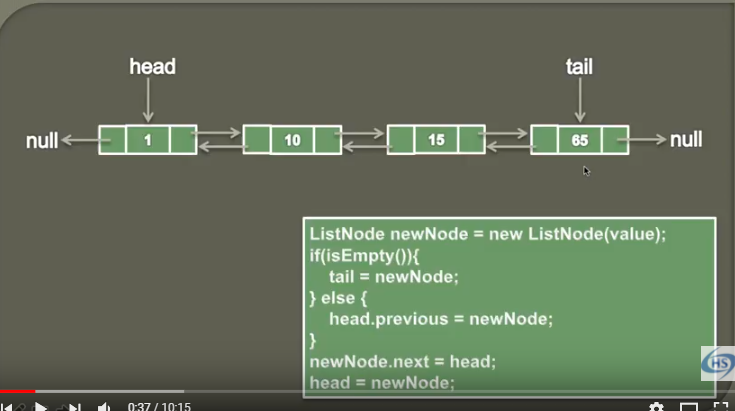 head
tail
null
1
10
15
65
null
ListNode newNode = new ListNode(value);
if(isEmpty()){
tail = newNode;
} else {
head.previous = newNode;
}
newNode.next = head;
head = newNode;
HS
0:37 / 10:15